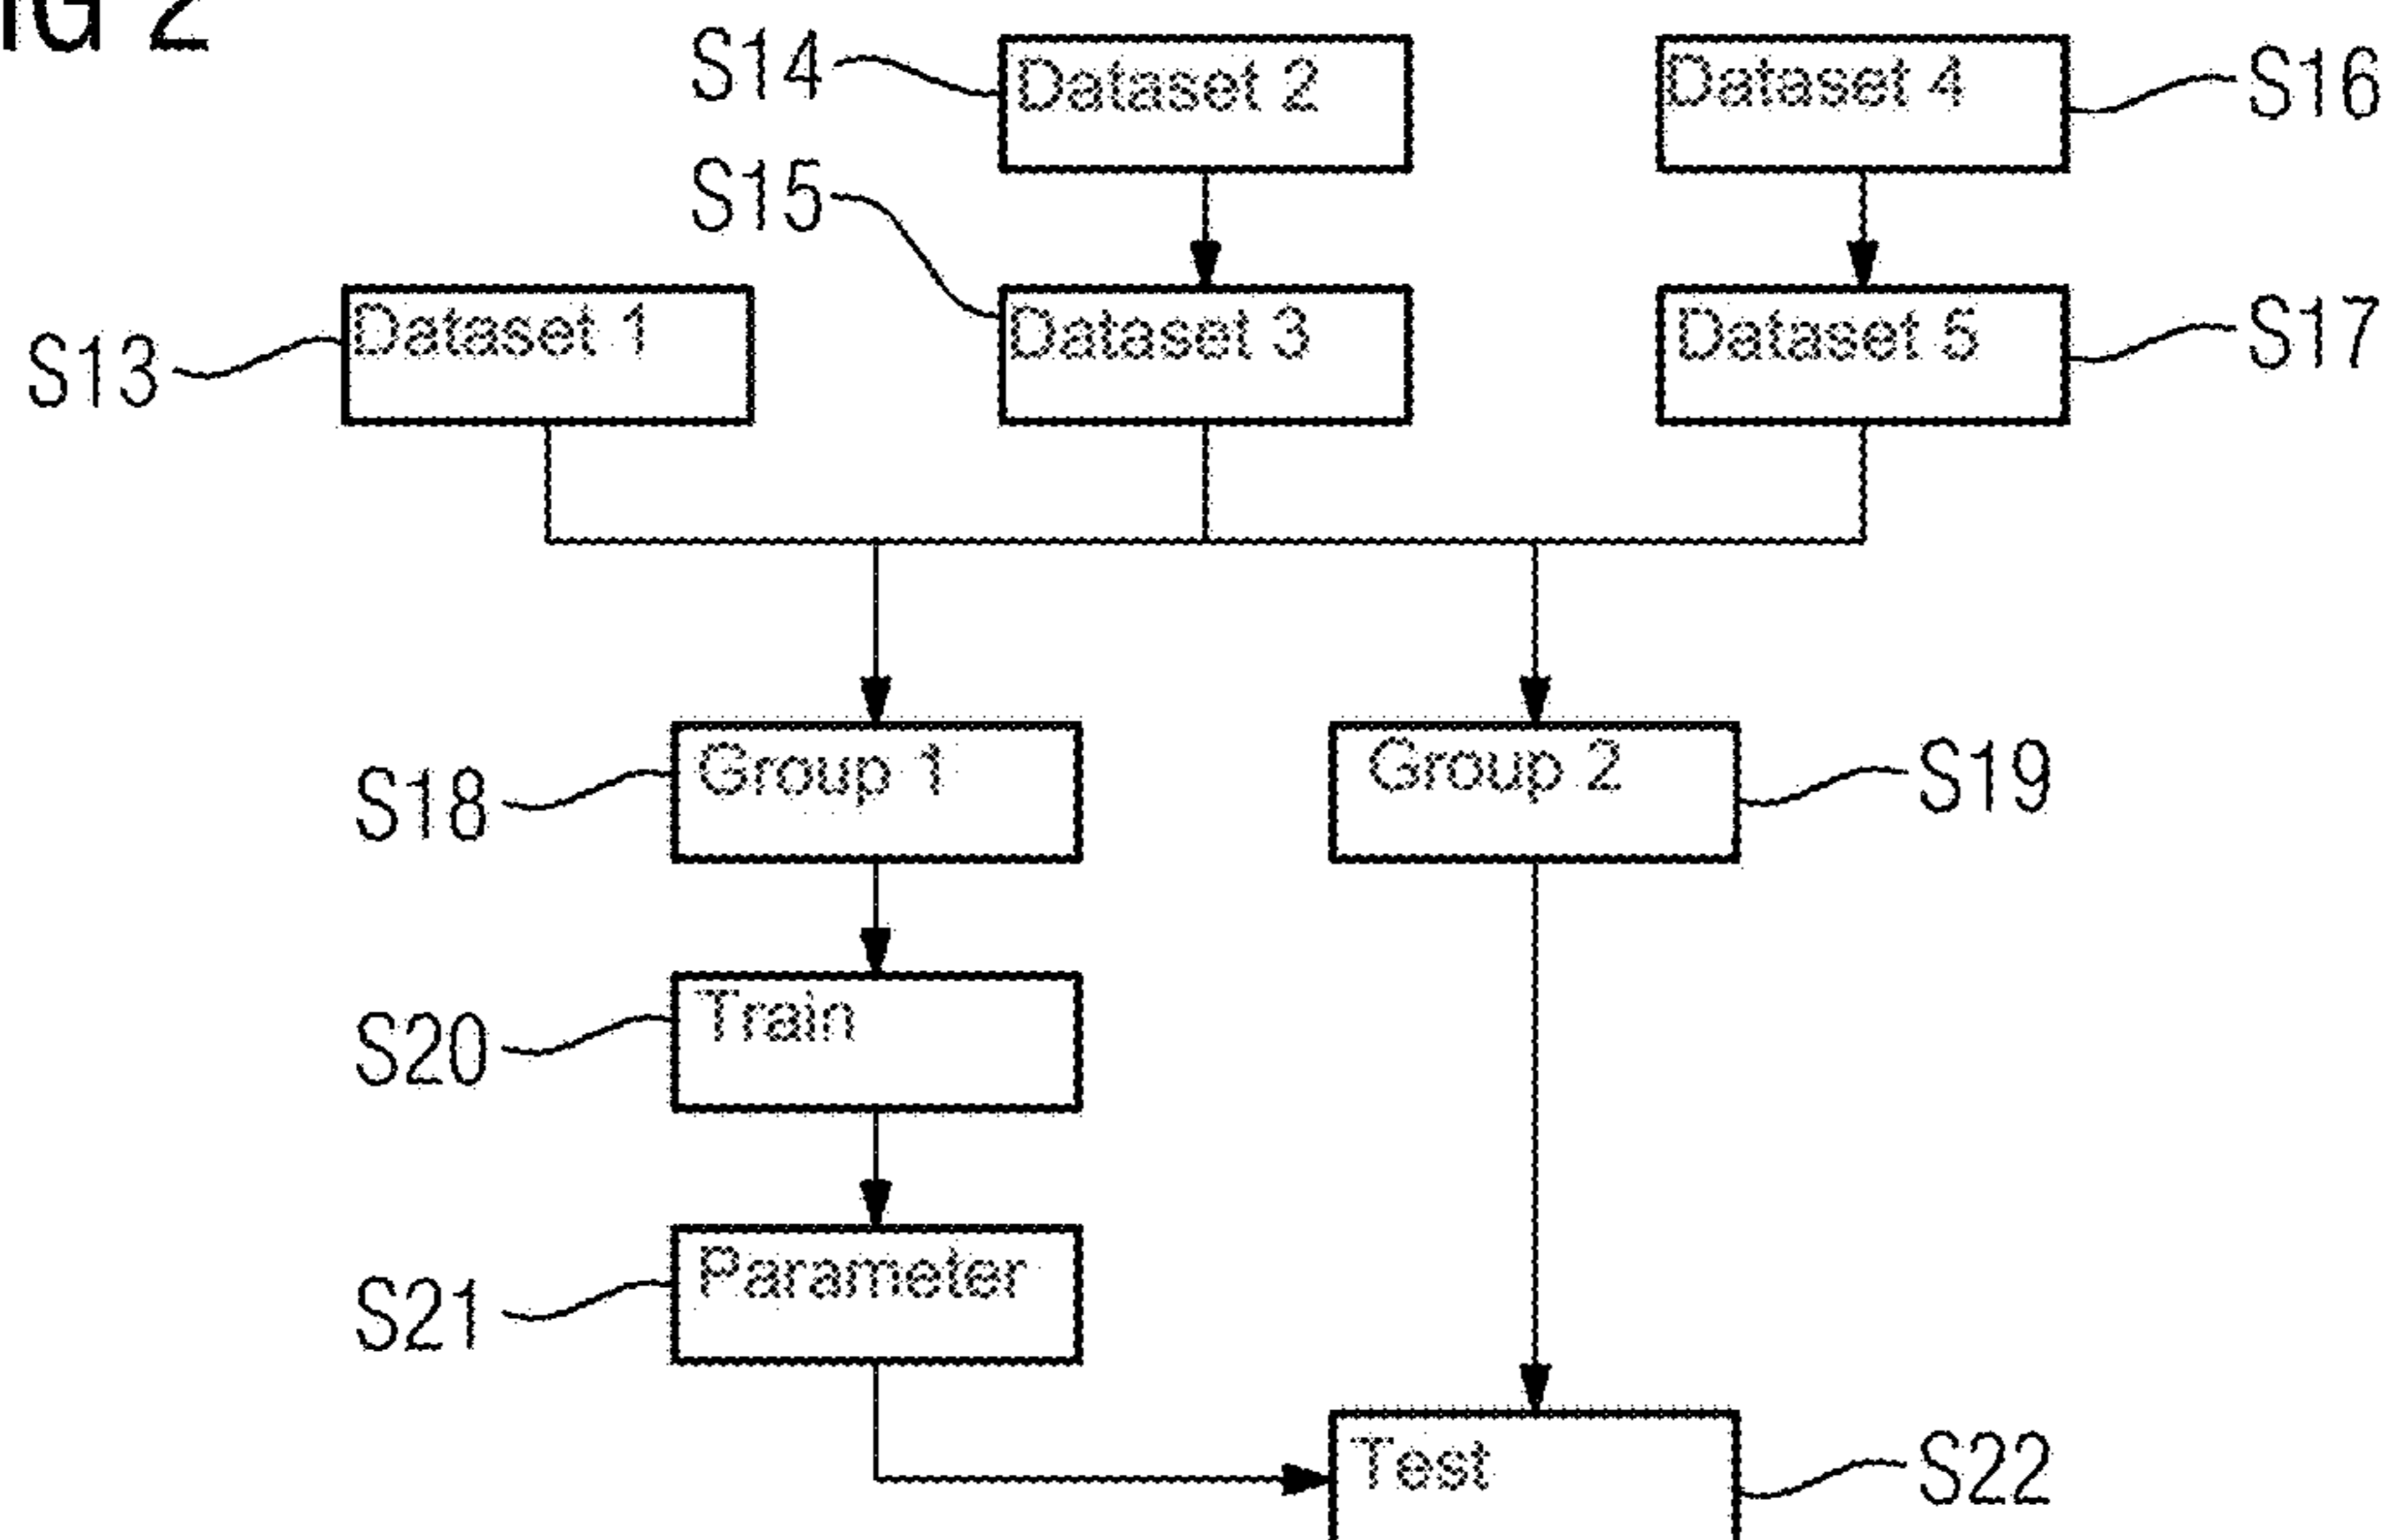 IG 2
S14
Dataset 2
Dataset 4
S16
S15
S13
Dataset 1
Dataset 3
Dataset 5
S17
S18
Group 1
Group 2
S19
S20
Train
S21
Parameter
Test
S22